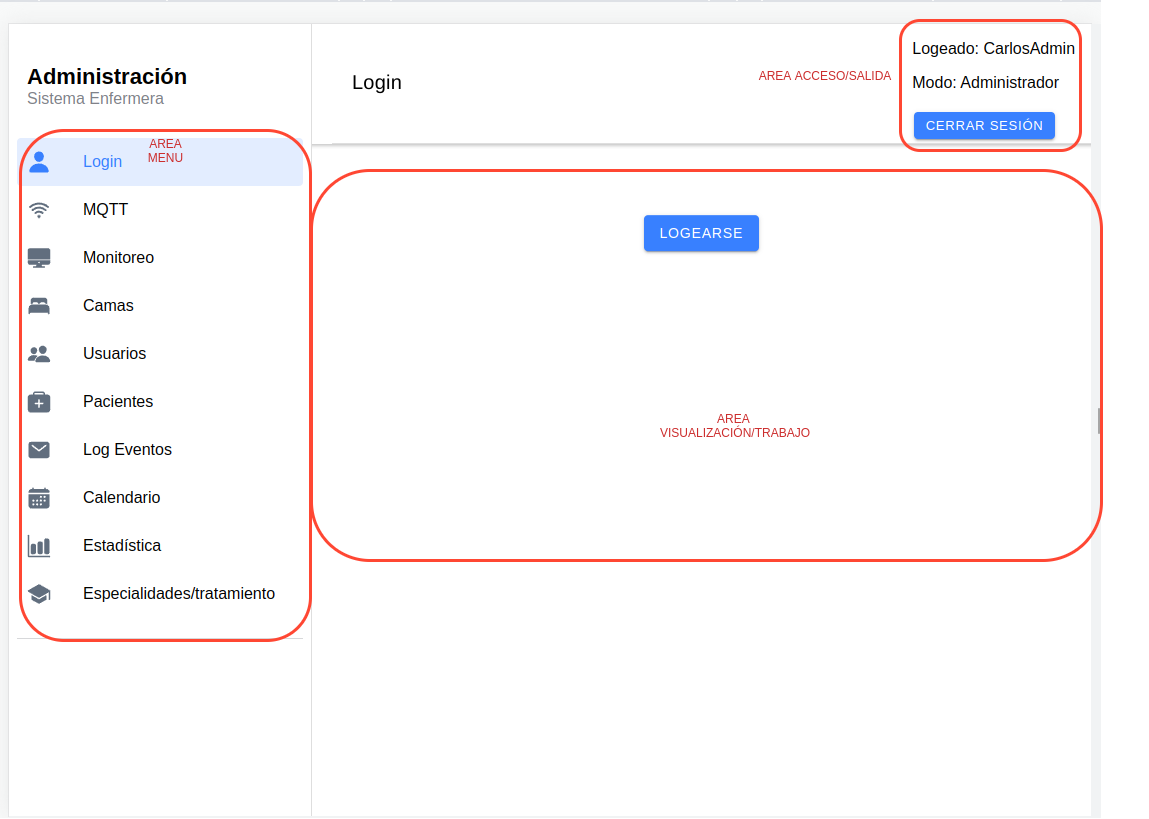 Administración
Sistema Enfermera
AREA
MENU
Login
MQTT
Monitoreo
Camas
Usuarios
Pacientes
Log Eventos
Calendario
Estadística
Especialidades/tratamiento
Login
AREA ACCESO/SALIDA
Logeado: CarlosAdmin
Modo: Administrador
CERRAR SESIÓN
LOGEARSE
AREA
VISUALIZACIÓN/TRABAJO